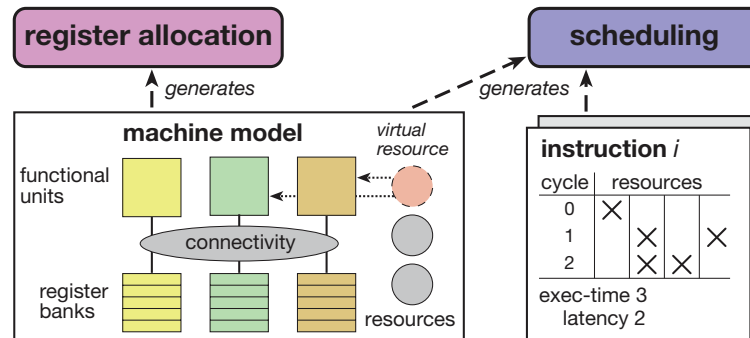 register allocation
scheduling
generates
generates
machine model
virtual
resource
functional
units
connectivity
register
banks
resources
instruction i
cycle resources
0
1
2
exec-time 3
latency 2